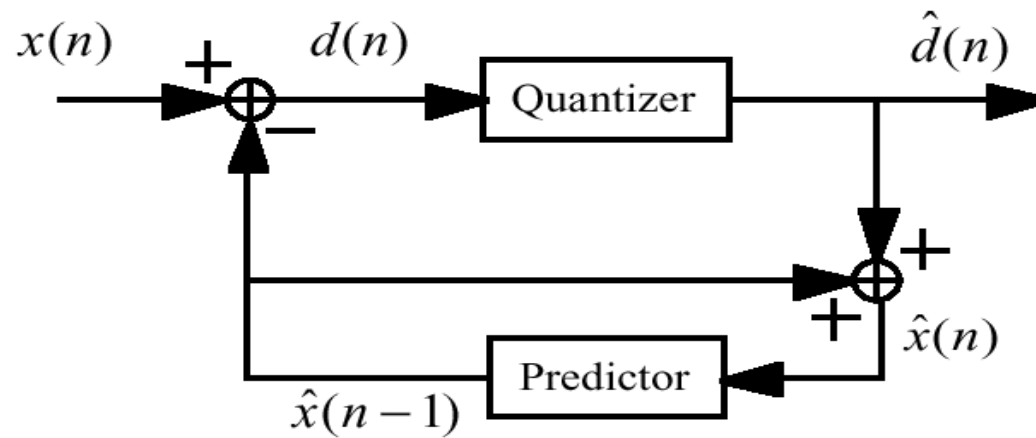 x(n)
+
d(n)
−
Quantizer
d̂(n)
+
+
x̂(n)
Predictor
x̂(n − 1)